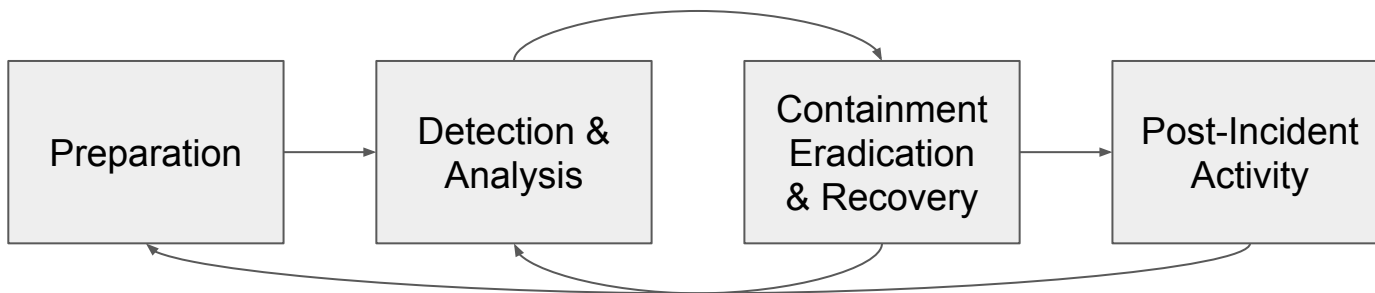 Preparation
Detection &
Analysis
Containment
Eradication
& Recovery
Post-Incident
Activity